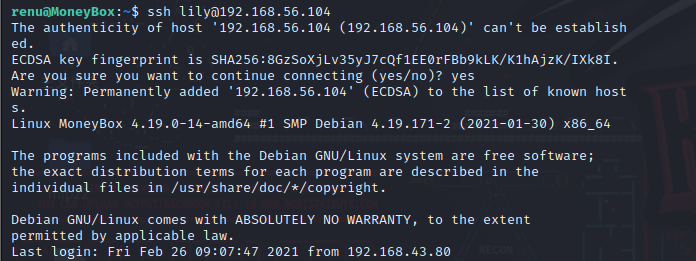 renu@MoneyBox:~$ ssh lily@192.168.56.104
The authenticity of host '192.168.56.104 (192.168.56.104)' can't be establish
ed.
ECDSA key fingerprint is SHA256:8GzSoXjLv35yJ7cQf1EE0rFBb9kLK/K1hAjzK/IXk8I.
Are you sure you want to continue connecting (yes/no)? yes
Warning: Permanently added '192.168.56.104' (ECDSA) to the list of known host
s.
Linux MoneyBox 4.19.0-14-amd64 #1 SMP Debian 4.19.171-2 (2021-01-30) x86_64
The programs included with the Debian GNU/Linux system are free software;
the exact distribution terms for each program are described in the
individual files in /usr/share/doc/*/copyright.
Debian GNU/Linux comes with ABSOLUTELY NO WARRANTY, to the extent
permitted by applicable law.
Last login: Fri Feb 26 09:07:47 2021 from 192.168.43.80
RECON